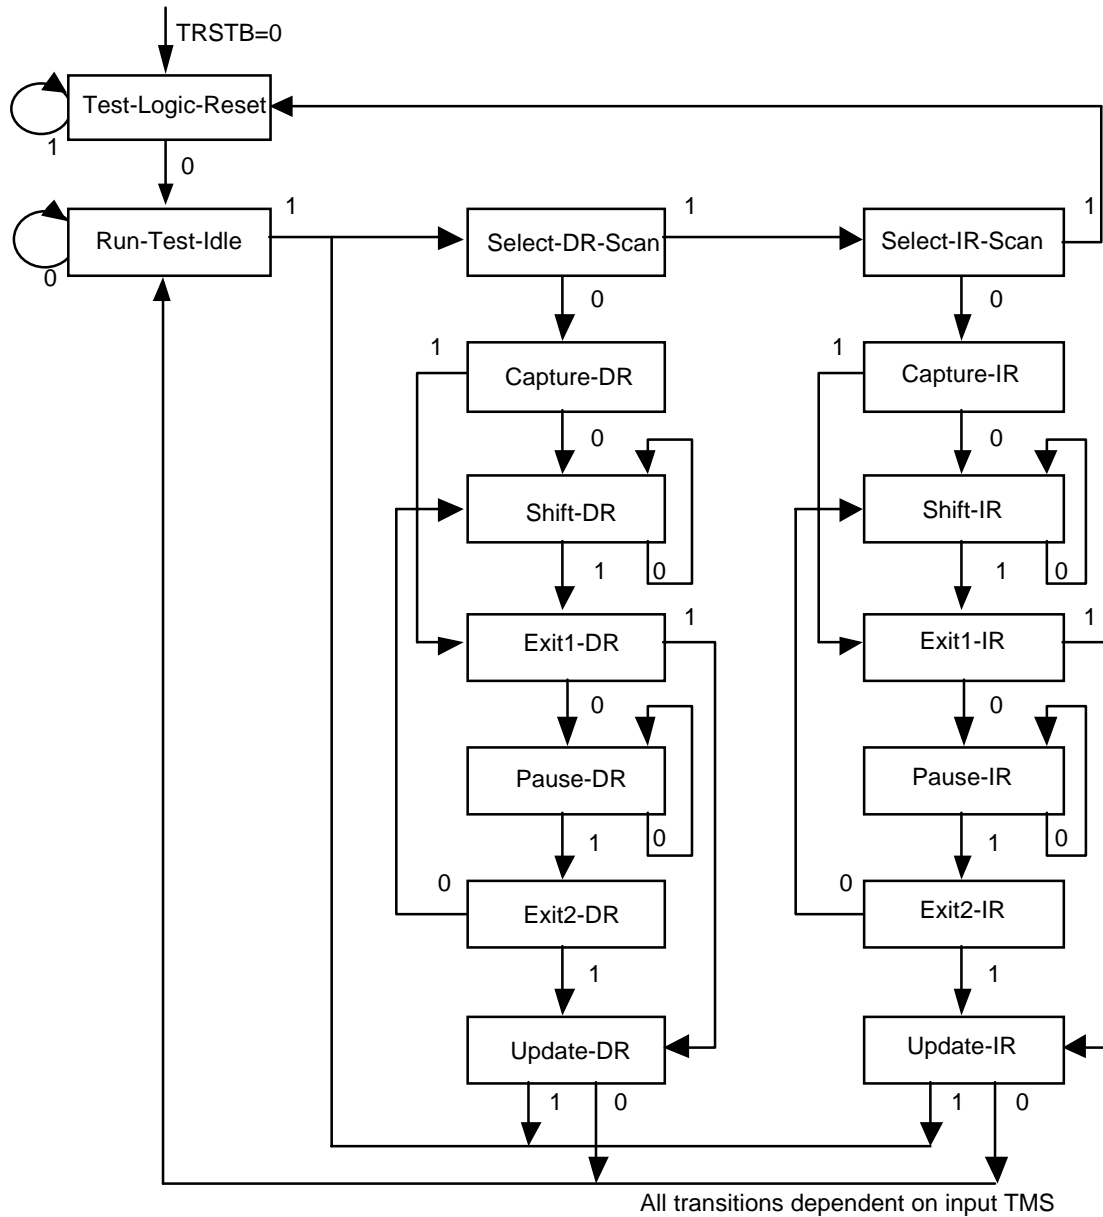 TRSTB=0
Test-Logic-Reset
1
0
Run-Test-Idle
0
1
Select-DR-Scan
1
Select-IR-Scan
1
0
0
1
Capture-DR
1
Capture-IR
0
0
Shift-DR
Shift-IR
1
0
1
0
Exit1-DR
1
Exit1-IR
1
0
0
Pause-DR
Pause-IR
1
0
1
0
0
Exit2-DR
0
Exit2-IR
1
1
Update-DR
Update-IR
1
0
1
0
All transitions dependent on input TMS